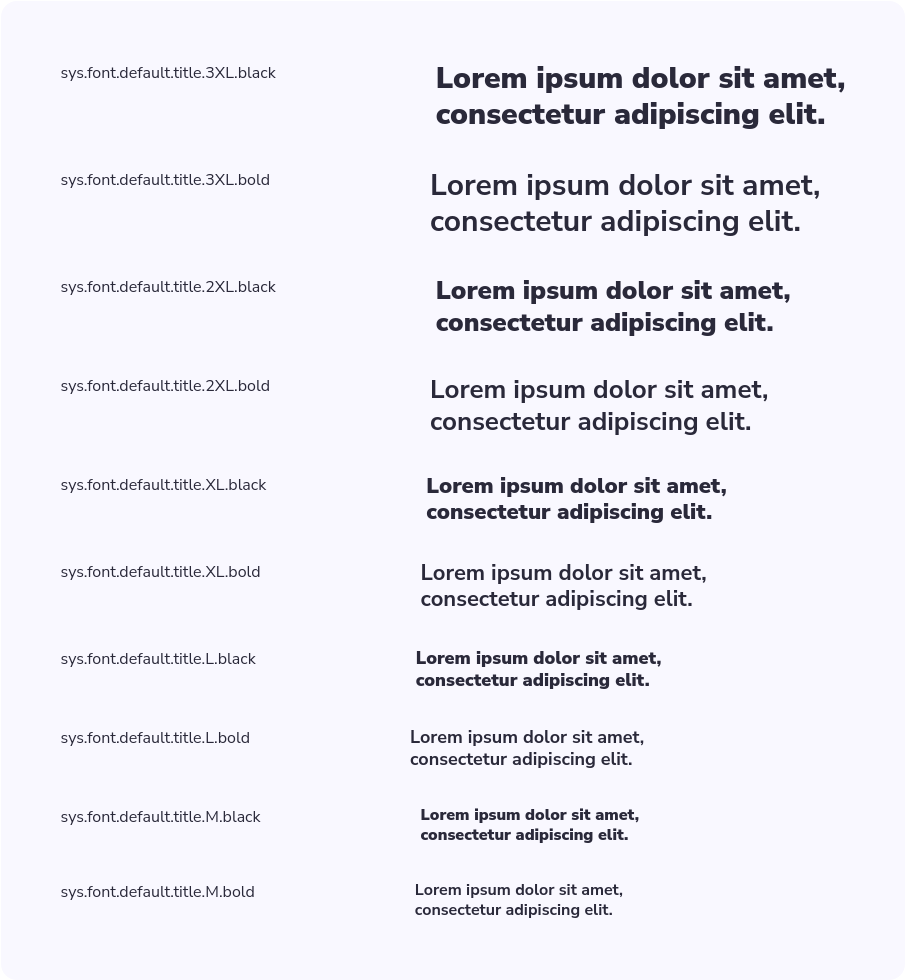 sys.font.default.title.3XL.black
Lorem ipsum dolor sit amet,
consectetur adipiscing elit.
sys.font.default.title.3XL.bold
Lorem ipsum dolor sit amet,
consectetur adipiscing elit.
sys.font.default.title.2XL.black
Lorem ipsum dolor sit amet,
consectetur adipiscing elit.
sys.font.default.title.2XL.bold
Lorem ipsum dolor sit amet,
consectetur adipiscing elit.
sys.font.default.title.XL.black
Lorem ipsum dolor sit amet,
consectetur adipiscing elit.
sys.font.default.title.XL.bold
Lorem ipsum dolor sit amet,
consectetur adipiscing elit.
sys.font.default.title.L.black
Lorem ipsum dolor sit amet,
consectetur adipiscing elit.
sys.font.default.title.L.bold
Lorem ipsum dolor sit amet,
consectetur adipiscing elit.
sys.font.default.title.M.black
Lorem ipsum dolor sit amet,
consectetur adipiscing elit.
sys.font.default.title.M.bold
Lorem ipsum dolor sit amet,
consectetur adipiscing elit.